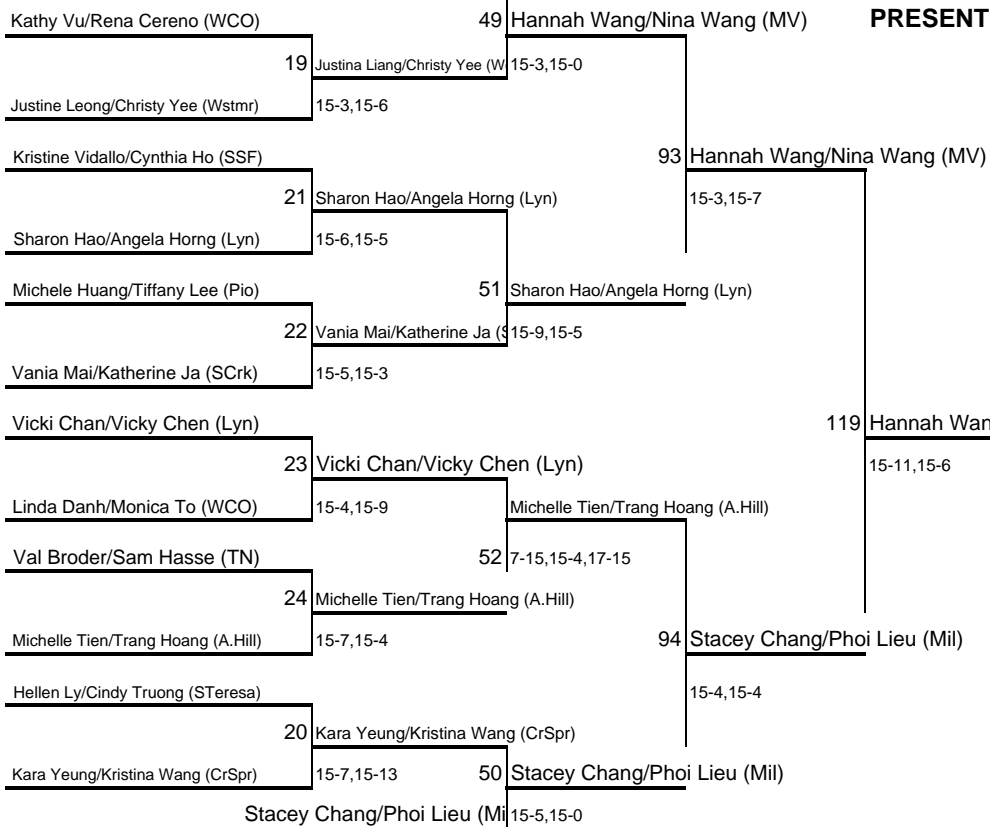 Kathy Vu/Rena Cereno (WCO)
49 Hannah Wang/Nina Wang (MV)
PRESENT
19 Justina Liang/Christy Yee (W
15-3,15-0
Justine Leong/Christy Yee (Wstmr)
15-3,15-6
Kristine Vidallo/Cynthia Ho (SSF)
93 Hannah Wang/Nina Wang (MV)
21 Sharon Hao/Angela Horng (Lyn)
15-3,15-7
Sharon Hao/Angela Horng (Lyn)
15-6,15-5
Michele Huang/Tiffany Lee (Pio)
51 Sharon Hao/Angela Horng (Lyn)
22 Vania Mai/Katherine Ja (S
15-9,15-5
Vania Mai/Katherine Ja (SCrk)
15-5,15-3
Vicki Chan/Vicky Chen (Lyn)
119 Hannah Wan
23 Vicki Chan/Vicky Chen (Lyn)
15-11,15-6
Linda Danh/Monica To (WCO)
15-4,15-9
Michelle Tien/Trang Hoang (A.Hill)
Val Broder/Sam Hasse (TN)
52 7-15,15-4,17-15
24 Michelle Tien/Trang Hoang (A.Hill)
Michelle Tien/Trang Hoang (A.Hill)
15-7,15-4
94 Stacey Chang/Phoi Lieu (Mil)
Hellen Ly/Cindy Truong (STeresa)
15-4,15-4
20 Kara Yeung/Kristina Wang (CrSpr)
Kara Yeung/Kristina Wang (CrSpr)
15-7,15-13
50 Stacey Chang/Phoi Lieu (Mil)
Stacey Chang/Phoi Lieu (Mi
15-5,15-0